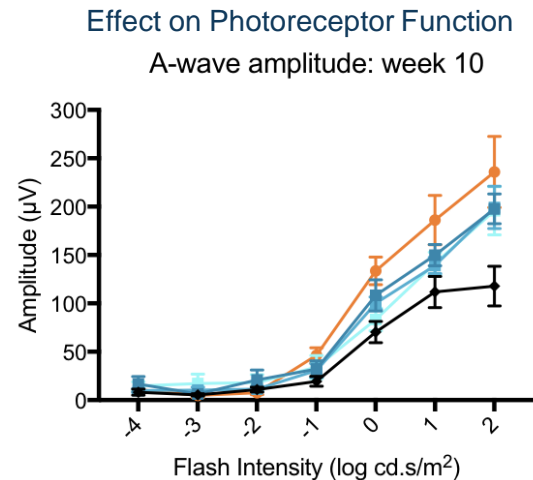 Effect on Photoreceptor Function
A-wave amplitude: week 10
300
250
200
150
100
50
0
Amplitude (µV)
-4 -3 -2 -1 0 1 2
Flash Intensity (log cd.s/m²)